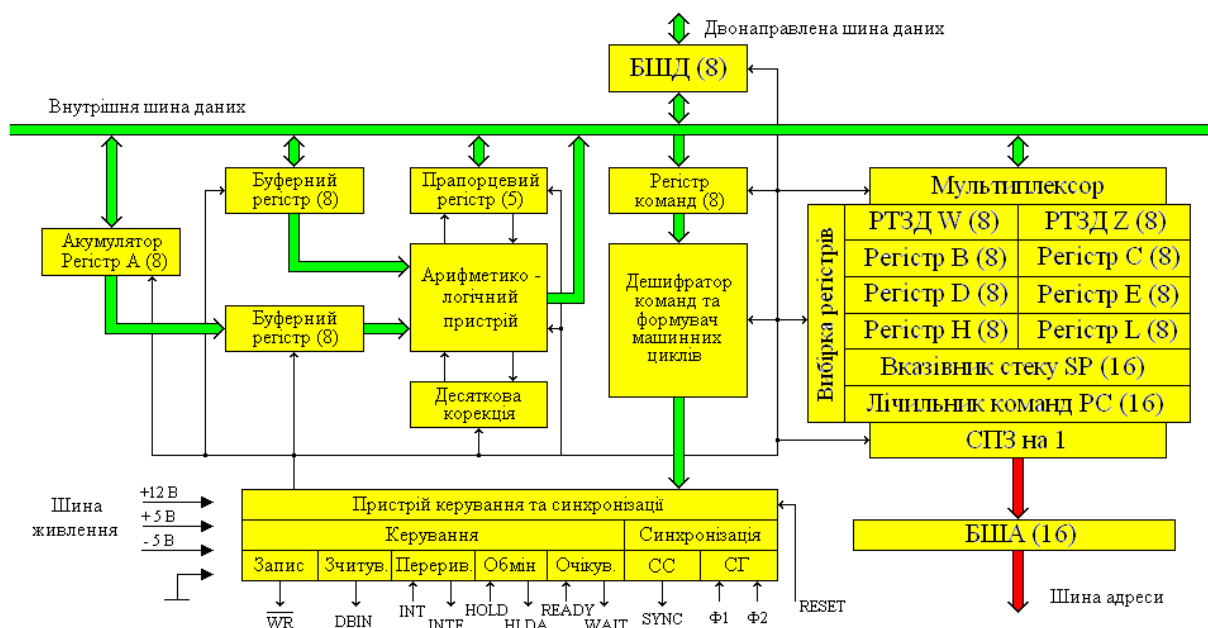 Двонаправлена шина даних
БШД (8)
Внутрішня шина даних
Буферний
регістр (8)
Прапорцевий
регістр (5)
Регістр
команд (8)
Мультиплексор
Вибірка регістрів
РТЗД W (8)
РТЗД Z (8)
Регістр B (8)
Регістр C (8)
Регістр D (8)
Регістр E (8)
Регістр H (8)
Регістр L (8)
Вказівник стеку SP (16)
Лічильник команд PC (16)
СПЗ на 1
Акумулятор
Регістр А (8)
Арифметико -
логічний
пристрій
Дешифратор
команд та
формувач
машинних
циклів
Буферний
регістр (8)
Десяткова
корекція
Шина
живлення
+12 В
+5 В
- 5 В
Пристрій керування та синхронізації
Керування
Синхронізація
Запис
Зчитув.
Перерив.
Обмін
Очікув.
СС
СГ
WR
DBIN
INT
INTE
HOLD
HLDA
READY
WAIT
SYNC
Ф1
Ф2
RESET
БША (16)
Шина адреси